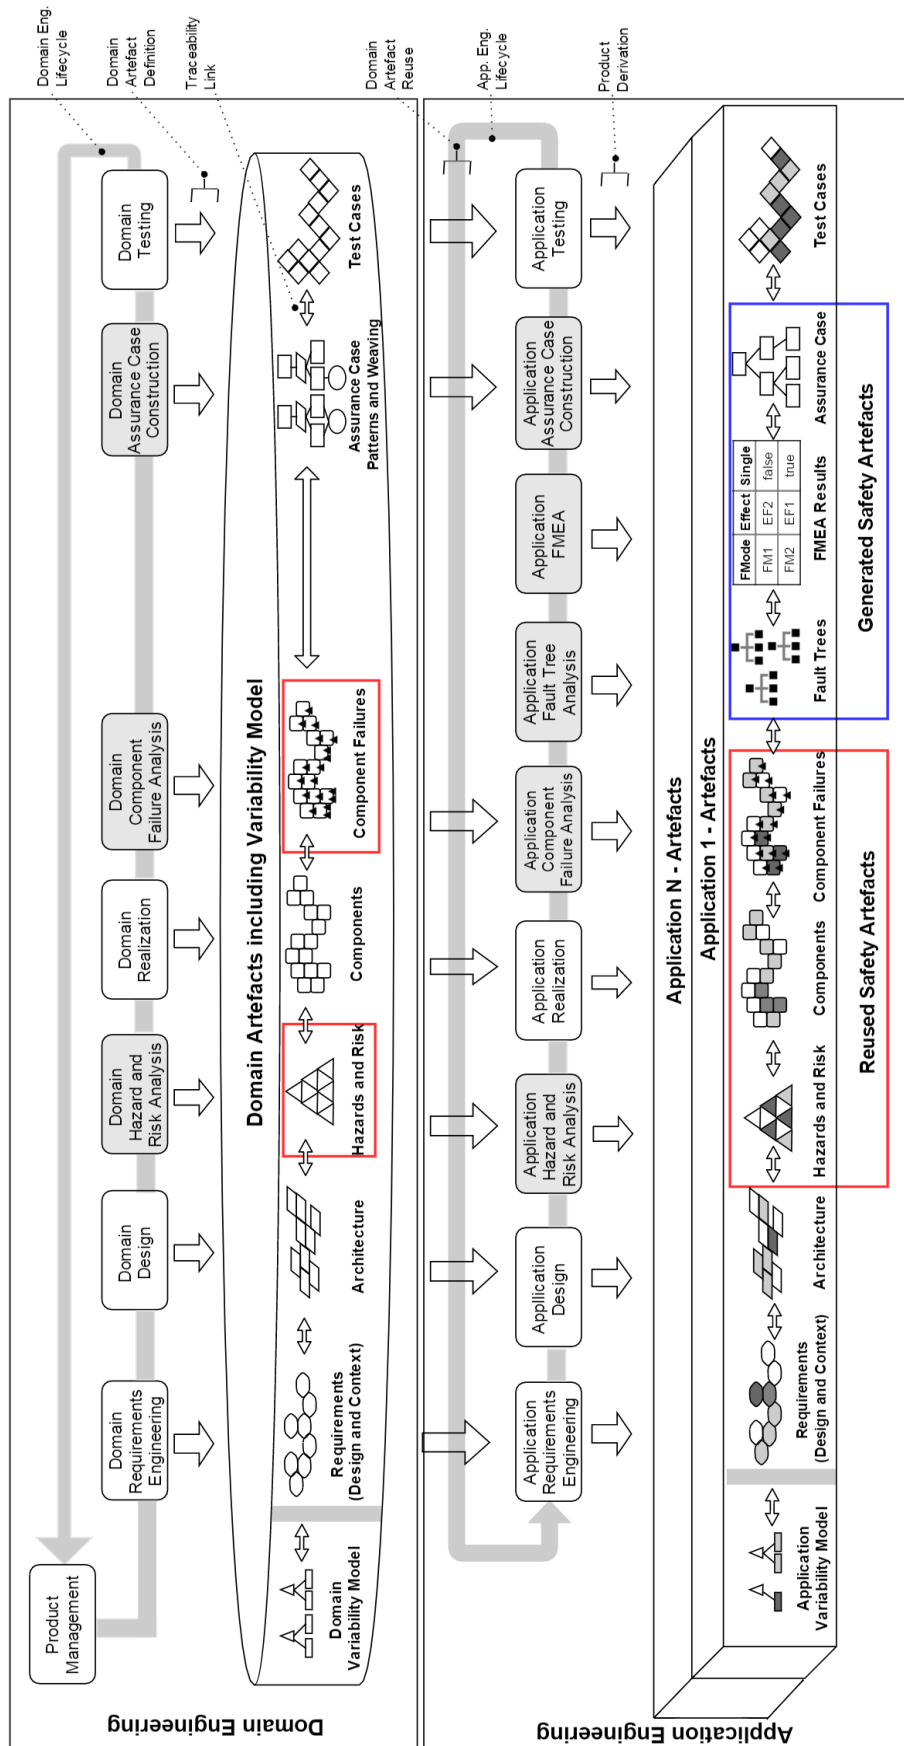 Domain Engineering
Product
Management
Domain
Requirements
Engineering
Domain
Design
Domain
Hazard and
Risk Analysis
Domain
Realization
Domain
Component
Failure Analysis
Domain
Assurance Case
Construction
Domain
Testing
Domain Eng.
Lifecycle
Domain
Artefact
Definition
Traceability
Link
Domain Artefacts including Variability Model
Domain
Variability Model
Requirements
(Design and Context)
Architecture
Hazards and Risk
Components
Component Failures
Assurance Case
Patterns and Weaving
Test Cases
Application Engineering
Domain
Artefact
Reuse
App. Eng.
Lifecycle
Product
Derivation
Application
Requirements
Engineering
Appllication
Design
Application
Hazard and
Risk Analysis
Application
Realization
Application
Component
Failure Analysis
Application
Fault Tree
Analysis
Application
FMEA
Application
Assurance Case
Construction
Application
Testing
Application N - Artefacts
Application 1 - Artefacts
Application
Variability Model
Requirements
(Design and Context)
Architecture
Hazards and Risk
Components
Component Failures
Fault Trees
FMode Effect Single
FM1 EF2 false
FM2 EF1 true
FMEA Results
Assurance Case
Test Cases
Reused Safety Artefacts
Generated Safety Artefacts